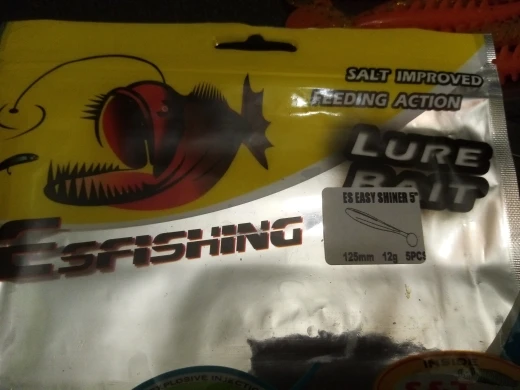 SALT IMPROVED
FEEDING ACTION
LURE
BAIT
ES EASY SHINER 5"
ESFISHING
125mm 12g 5PCS